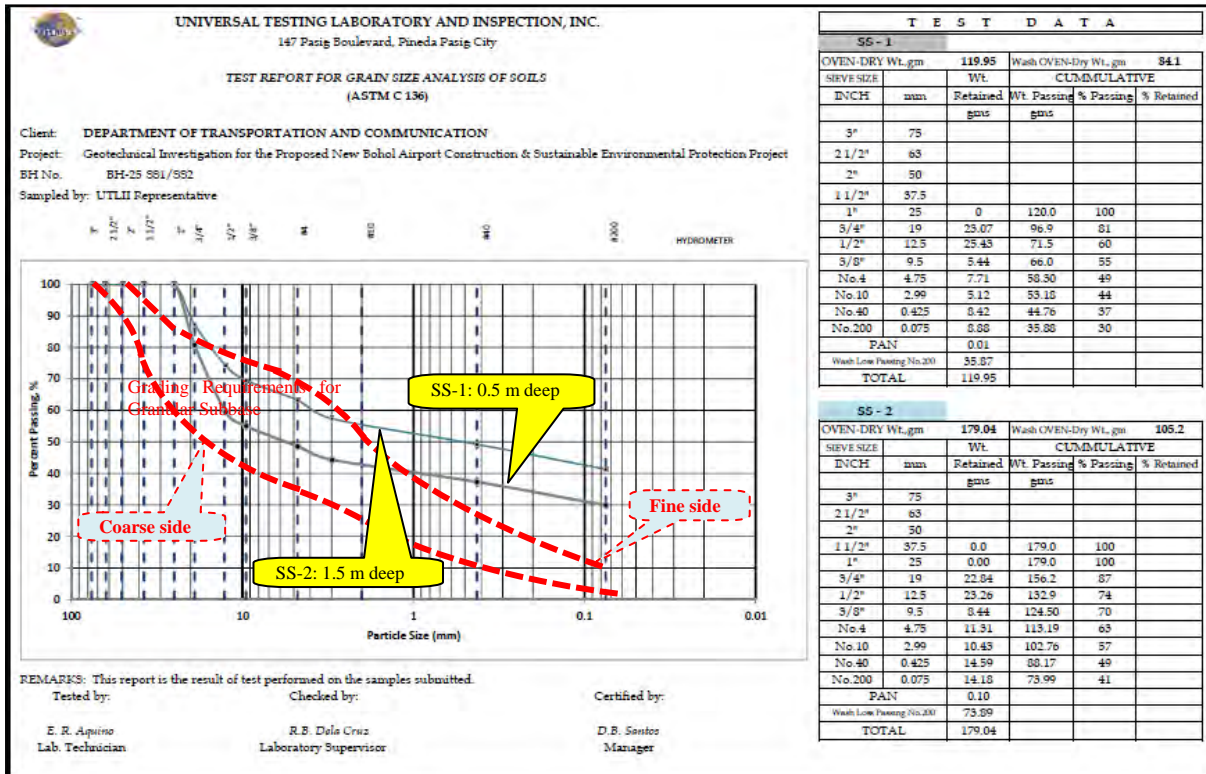 UNIVERSAL TESTING LABORATORY AND INSPECTION, INC.
147 Pasig Boulevard, Pineda Pasig City
TEST REPORT FOR GRAIN SIZE ANALYSIS OF SOILS
(ASTM C 136)
Client: DEPARTMENT OF TRANSPORTATION AND COMMUNICATION
Project: Geotechnical Investigation for the Proposed New Bohol Airport Construction & Sustainable Environmental Protection Project
BH No. BH-25 SS1/SS2
Sampled by: UTLII Representative
3" 2 1/2" 2" 1 1/2" 1" 3/4" 1/2" 3/8" #4 #10 #40 #200 HYDROMETER
100
90
80
70
60
50
40
30
20
10
0
Percent Passing, %
Grading Requirements for
Granular Subbase
SS-1: 0.5 m deep
Coarse side
Fine side
SS-2: 1.5 m deep
100 10 1 0.1 0.01
Particle Size (mm)
REMARKS: This report is the result of test performed on the samples submitted.
Tested by: Checked by: Certified by:
E. R. Aquino R.B. Dela Cruz D.B. Santos
Lab. Technician Laboratory Supervisor Manager
T E S T D A T A
SS - 1
OVEN-DRY Wt.,gm 119.95 Wash OVEN-Dry Wt., gm 84.1
SIEVE SIZE Wt. CUMMULATIVE
INCH mm Retained Wt. Passing % Passing % Retained
gms gms
3" 75
2 1/2" 63
2" 50
1 1/2" 37.5
1" 25 0 120.0 100
3/4" 19 23.07 96.9 81
1/2" 12.5 25.43 71.5 60
3/8" 9.5 5.44 66.0 55
No.4 4.75 7.71 58.30 49
No.10 2.99 5.12 53.18 44
No.40 0.425 8.42 44.76 37
No.200 0.075 8.88 35.88 30
PAN 0.01
Wash Loss Passing No.200 35.87
TOTAL 119.95
SS - 2
OVEN-DRY Wt.,gm 179.04 Wash OVEN-Dry Wt., gm 105.2
SIEVE SIZE Wt. CUMMULATIVE
INCH mm Retained Wt. Passing % Passing % Retained
gms gms
3" 75
2 1/2" 63
2" 50
1 1/2" 37.5 0.0 179.0 100
1" 25 0.00 179.0 100
3/4" 19 22.84 156.2 87
1/2" 12.5 23.26 132.9 74
3/8" 9.5 8.44 124.50 70
No.4 4.75 11.31 113.19 63
No.10 2.99 10.43 102.76 57
No.40 0.425 14.59 88.17 49
No.200 0.075 14.18 73.99 41
PAN 0.10
Wash Loss Passing No.200 73.89
TOTAL 179.04